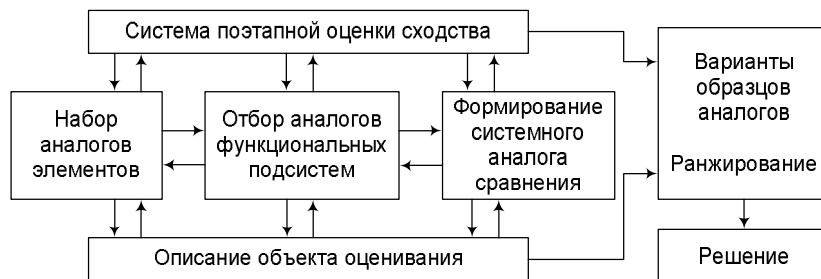 Система поэтапной оценки сходства
Набор
аналогов
элементов
Отбор аналогов
функциональных
подсистем
Формирование
системного
аналога
сравнения
Варианты
образцов
аналогов
Ранжирование
Описание объекта оценивания
Решение